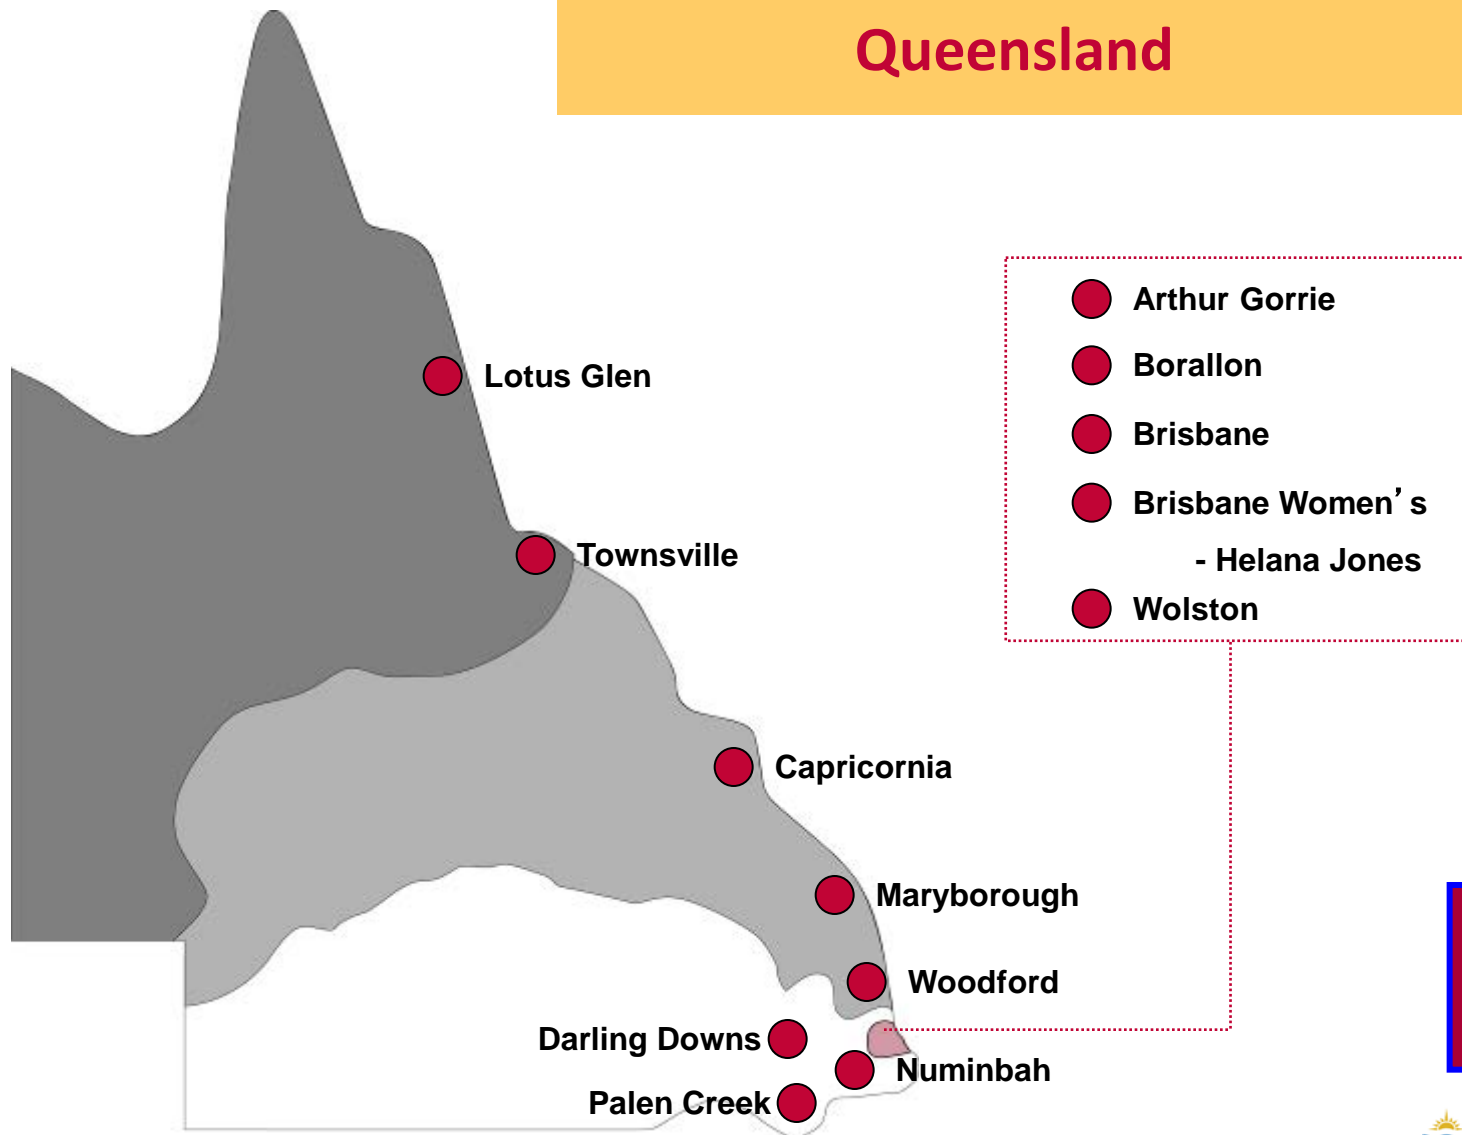 Queensland
Arthur Gorrie
Borallon
Lotus Glen
Brisbane
Brisbane Women’s
Townsville
- Helana Jones
Wolston
Capricornia
Maryborough
Woodford
Darling Downs
Numinbah
Palen Creek